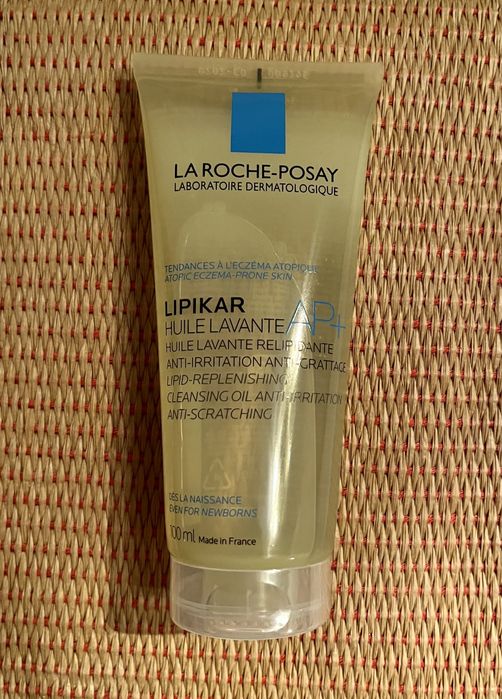 LA ROCHE-POSAY
LABORATOIRE DERMATOLOGIQUE
TENDANCES À L'ECZÉMA ATOPIQUE
ATOPIC ECZEMA-PRONE SKIN
LIPIKAR
HUILE LAVANTE AP+
HUILE LAVANTE RELIPIDANTE
ANTI-IRRITATION ANTI-GRATTAGE
LIPID-REPLENISHING
CLEANSING OIL ANTI-IRRITATION
ANTI-SCRATCHING
DÈS LA NAISSANCE
EVEN FOR NEWBORNS
100 ml Made in France